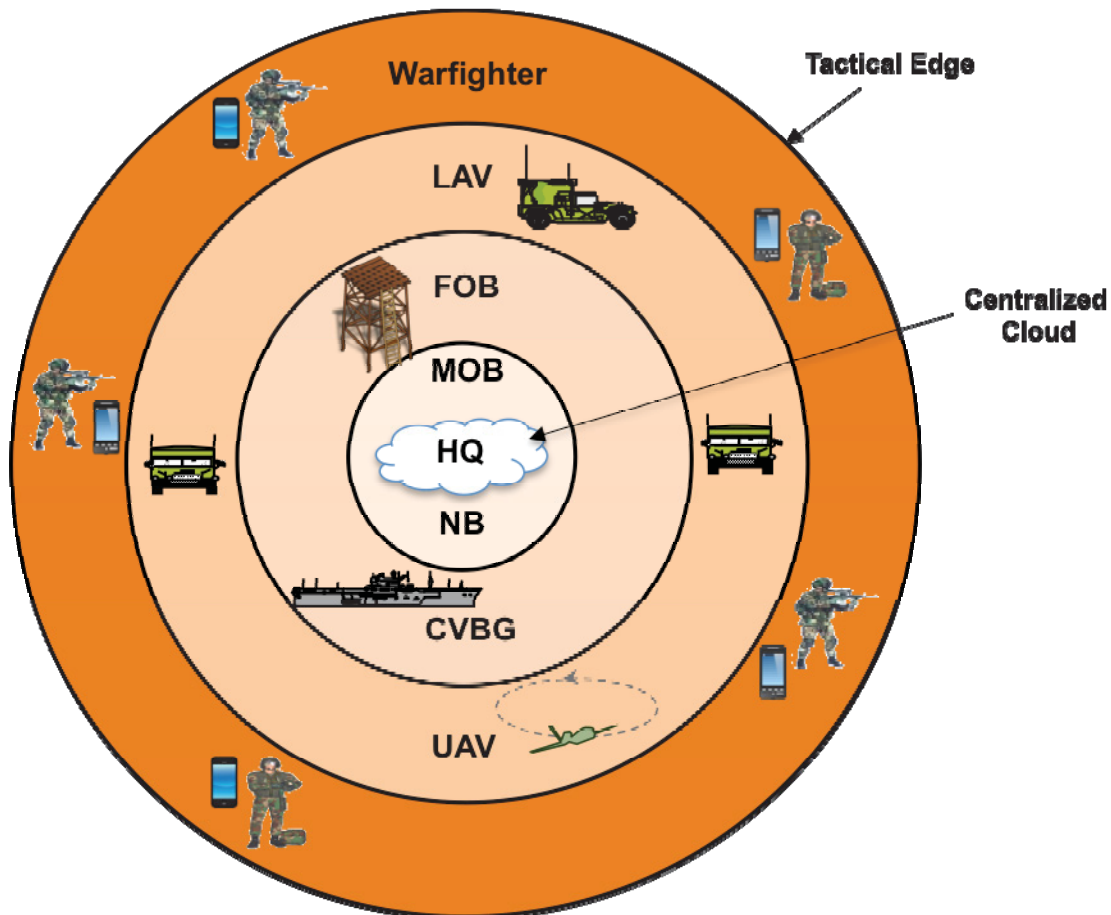 Warfighter
Tactical Edge
LAV
FOB
Centralized
Cloud
MOB
HQ
NB
CVBG
UAV